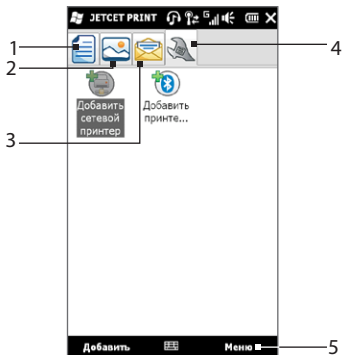 JETCET PRINT G
1
2
3
4
Добавить
сетевой
принтер
Добавить
принте...
Добавить Меню
5